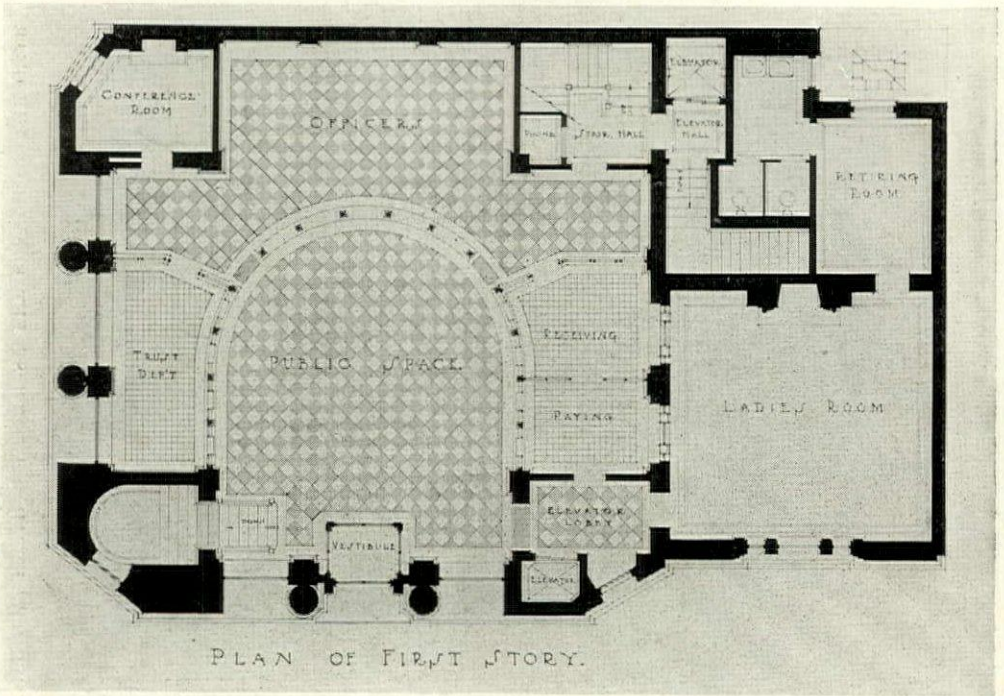 CONFERENCE
ROOM
OFFICERS
ELEVATOR
ELEVATOR
HALL
STAIR HALL
RETIRING
ROOM
TRUST
DEP'T
PUBLIC SPACE
RECEIVING
PAYING
LADIES ROOM
ELEVATOR
LOBBY
VESTIBULE
ELEVATOR
PLAN OF FIRST STORY.